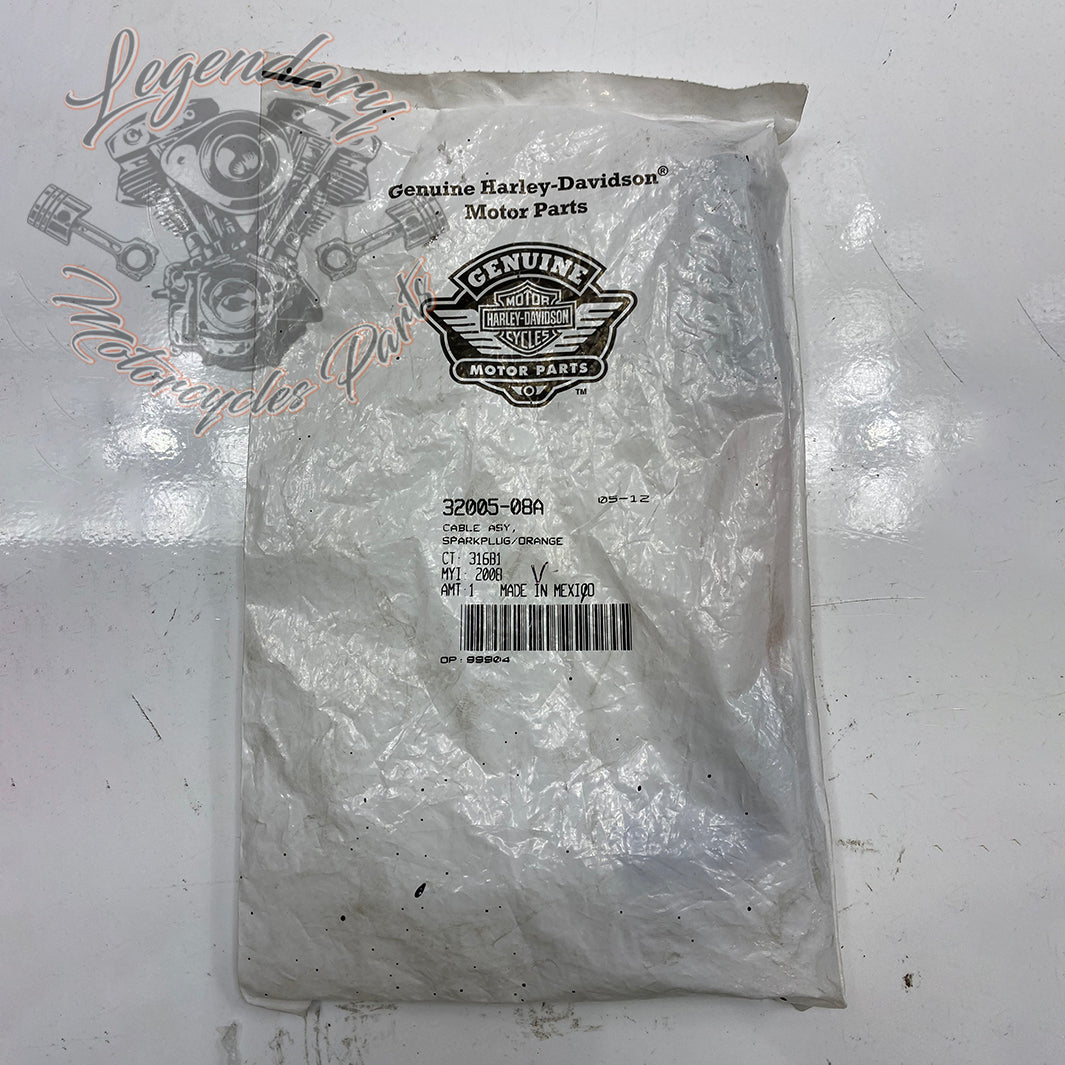 Legendary
Motorcycles Parts
Genuine Harley-Davidson®
Motor Parts
GENUINE
MOTOR
HARLEY-DAVIDSON
CYCLES
MOTOR PARTS
™
32005-08A 05-12
CABLE ASY,
SPARKPLUG/ORANGE
CT: 316B1
MYI: 2008
AMT:1 MADE IN MEXICO
OP: 99904